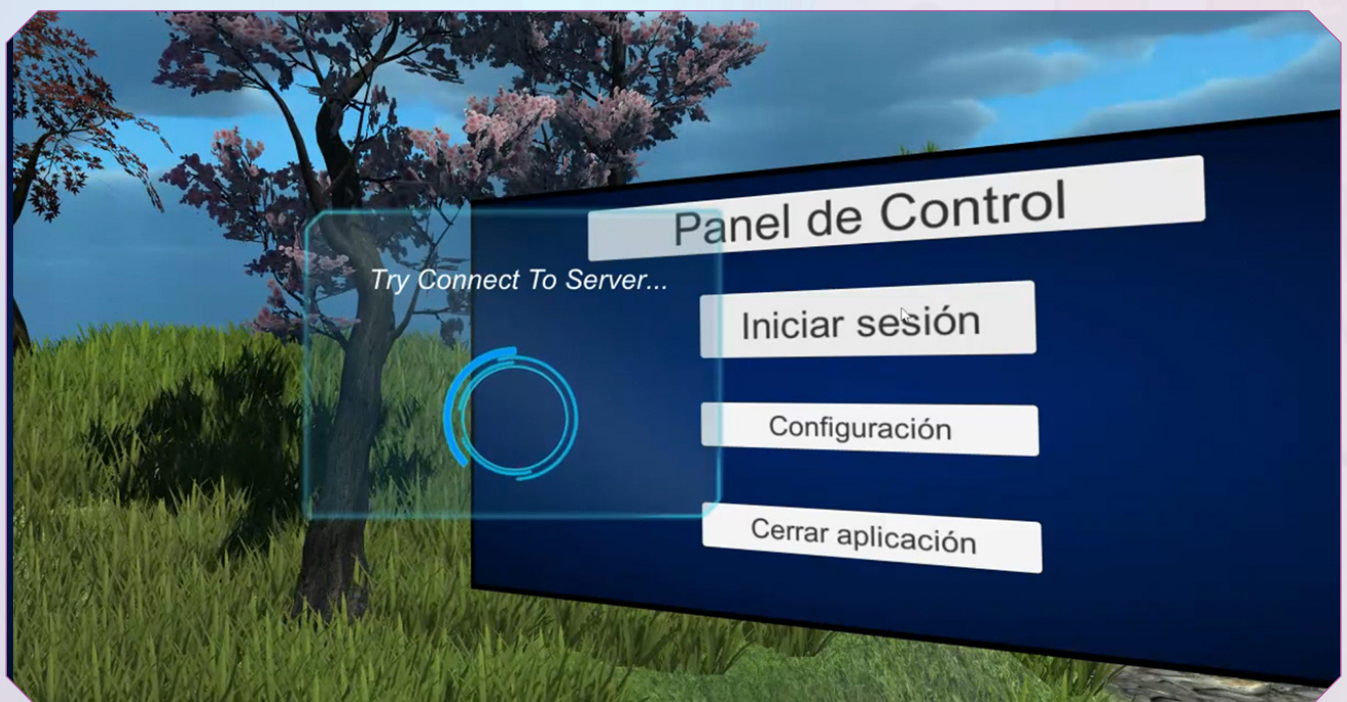 Panel de Control
Try Connect To Server...
Iniciar sesión
Configuración
Cerrar aplicación